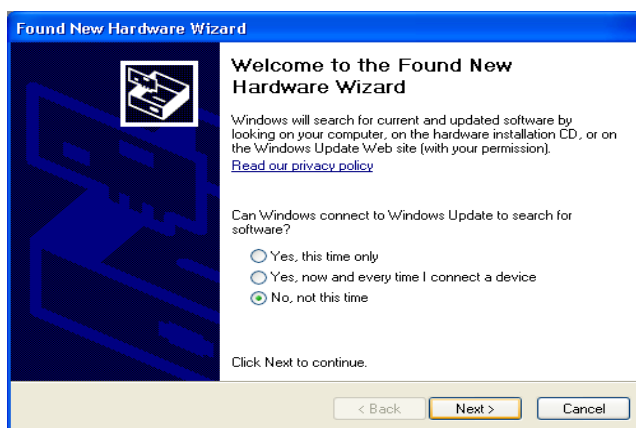 Found New Hardware Wizard
Welcome to the Found New
Hardware Wizard
Windows will search for current and updated software by
looking on your computer, on the hardware installation CD, or on
the Windows Update Web site (with your permission).
Read our privacy policy
Can Windows connect to Windows Update to search for
software?
Yes, this time only
Yes, now and every time I connect a device
No, not this time
Click Next to continue.
< Back Next > Cancel